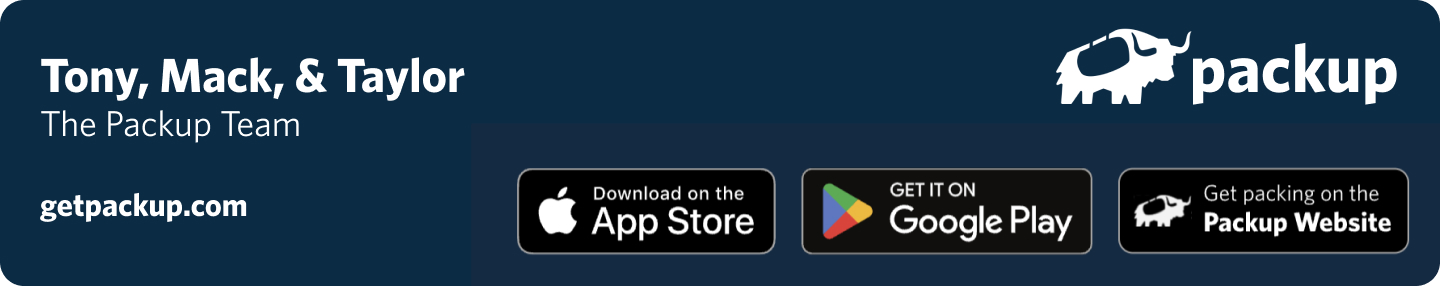 Tony, Mack, & Taylor
The Packup Team
getpackup.com
packup
Download on the
App Store
GET IT ON
Google Play
Get packing on the
Packup Website